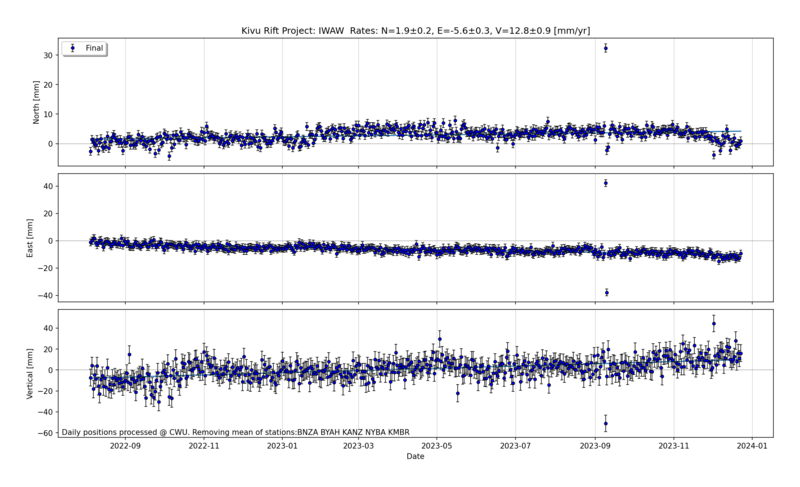 Kivu Rift Project: IWAW Rates: N=1.9±0.2, E=-5.6±0.3, V=12.8±0.9 [mm/yr]
Final
North [mm]
30
20
10
0
East [mm]
40
20
0
−20
−40
Vertical [mm]
40
20
0
−20
−40
−60
Daily positions processed @ CWU. Removing mean of stations:BNZA BYAH KANZ NYBA KMBR
2022-09 2022-11 2023-01 2023-03 2023-05 2023-07 2023-09 2023-11 2024-01
Date